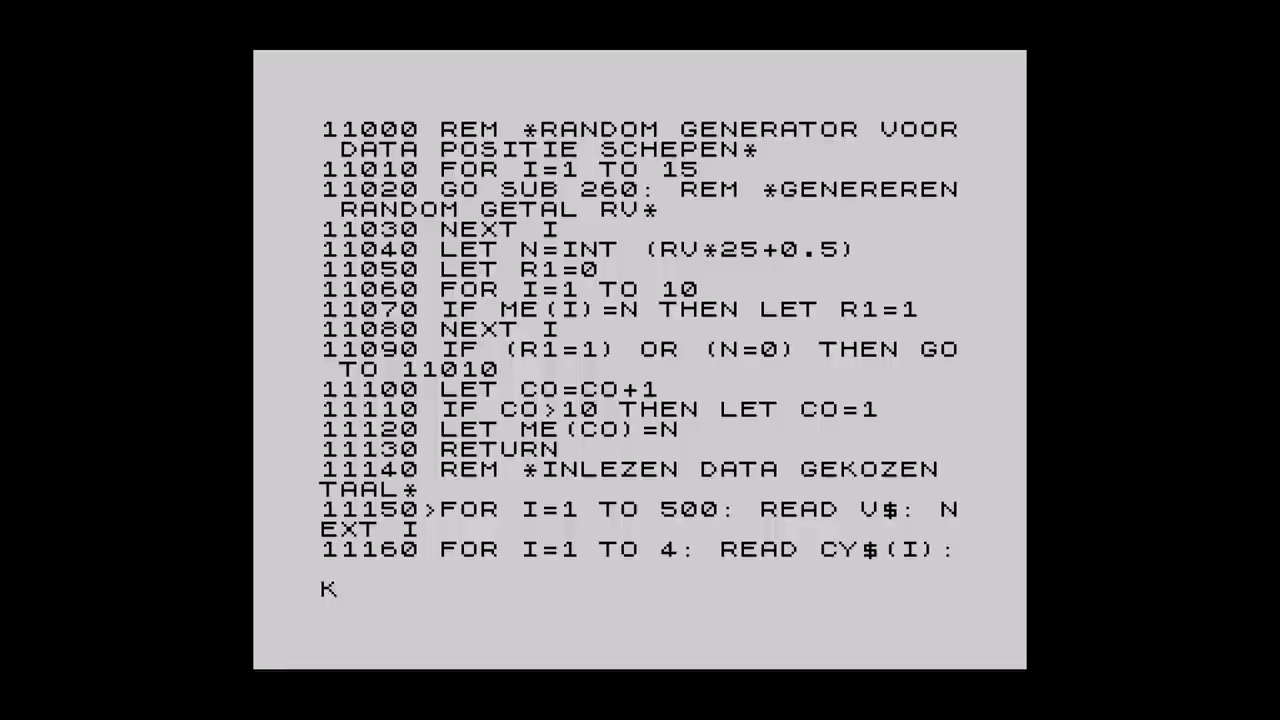 11000 REM *RANDOM GENERATOR VOOR
DATA POSITIE SCHEPEN*
11010 FOR I=1 TO 15
11020 GO SUB 260: REM *GENEREREN
RANDOM GETAL RV*
11030 NEXT I
11040 LET N=INT (RV*25+0.5)
11050 LET R1=0
11060 FOR I=1 TO 10
11070 IF ME(I)=N THEN LET R1=1
11080 NEXT I
11090 IF (R1=1) OR (N=0) THEN GO
TO 11010
11100 LET CO=CO+1
11110 IF CO>10 THEN LET CO=1
11120 LET ME(CO)=N
11130 RETURN
11140 REM *INLEZEN DATA GEKOZEN
TAAL*
11150>FOR I=1 TO 500: READ V$: N
EXT I
11160 FOR I=1 TO 4: READ CY$(I):
K